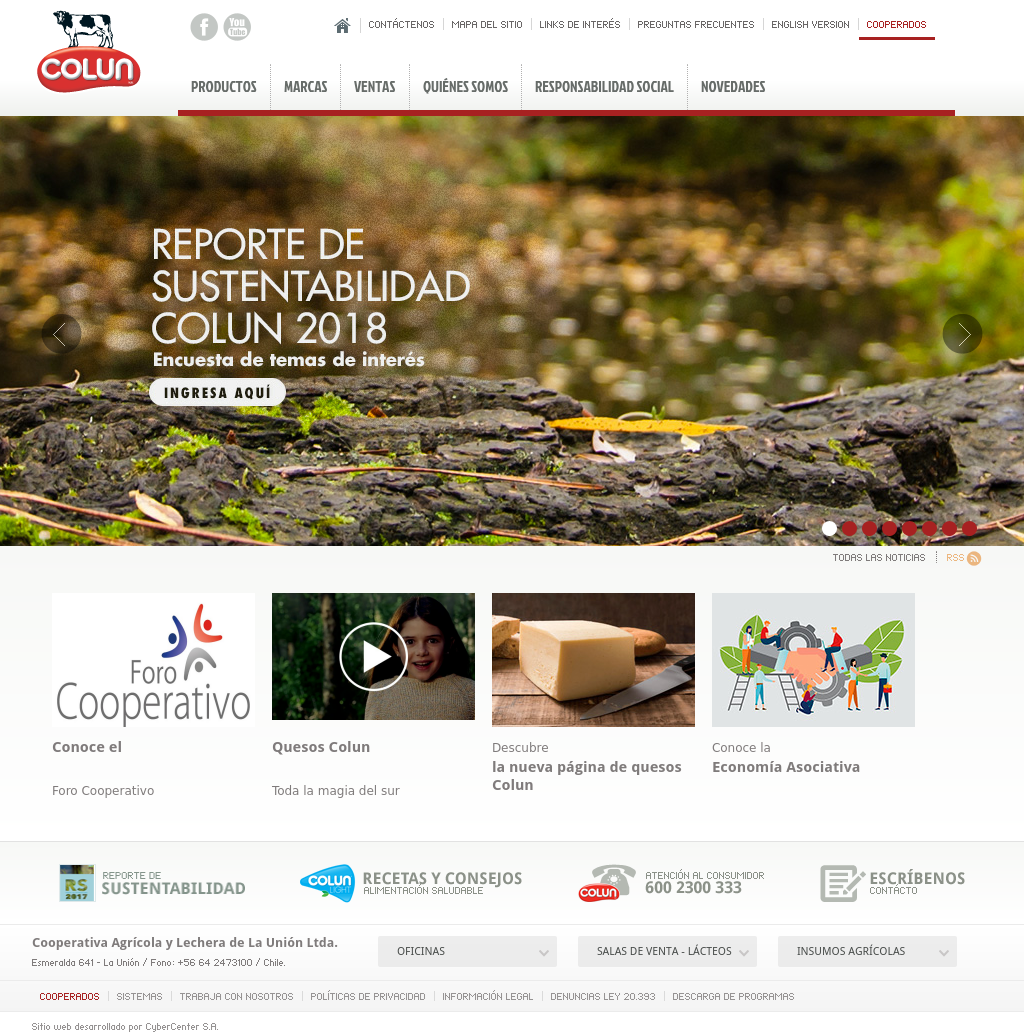 COLUN
You Tube
CONTÁCTENOS
MAPA DEL SITIO
LINKS DE INTERÉS
PREGUNTAS FRECUENTES
ENGLISH VERSION
COOPERADOS
PRODUCTOS
MARCAS
VENTAS
QUIÉNES SOMOS
RESPONSABILIDAD SOCIAL
NOVEDADES
REPORTE DE
SUSTENTABILIDAD
COLUN 2018
Encuesta de temas de interés
INGRESA AQUÍ
TODAS LAS NOTICIAS
RSS
Foro
Cooperativo
Conoce el
Foro Cooperativo
Quesos Colun
Toda la magia del sur
Descubre
la nueva página de quesos
Colun
Conoce la
Economía Asociativa
RS
2017
REPORTE DE
SUSTENTABILIDAD
COLUN
LIGHT
RECETAS Y CONSEJOS
ALIMENTACIÓN SALUDABLE
COLUN
ATENCIÓN AL CONSUMIDOR
600 2300 333
ESCRÍBENOS
CONTÁCTO
Cooperativa Agrícola y Lechera de La Unión Ltda.
Esmeralda 641 - La Unión / Fono: +56 64 2473100 / Chile.
OFICINAS
SALAS DE VENTA - LÁCTEOS
INSUMOS AGRÍCOLAS
COOPERADOS
SISTEMAS
TRABAJA CON NOSOTROS
POLÍTICAS DE PRIVACIDAD
INFORMACIÓN LEGAL
DENUNCIAS LEY 20.393
DESCARGA DE PROGRAMAS
Sitio web desarrollado por CyberCenter S.A.